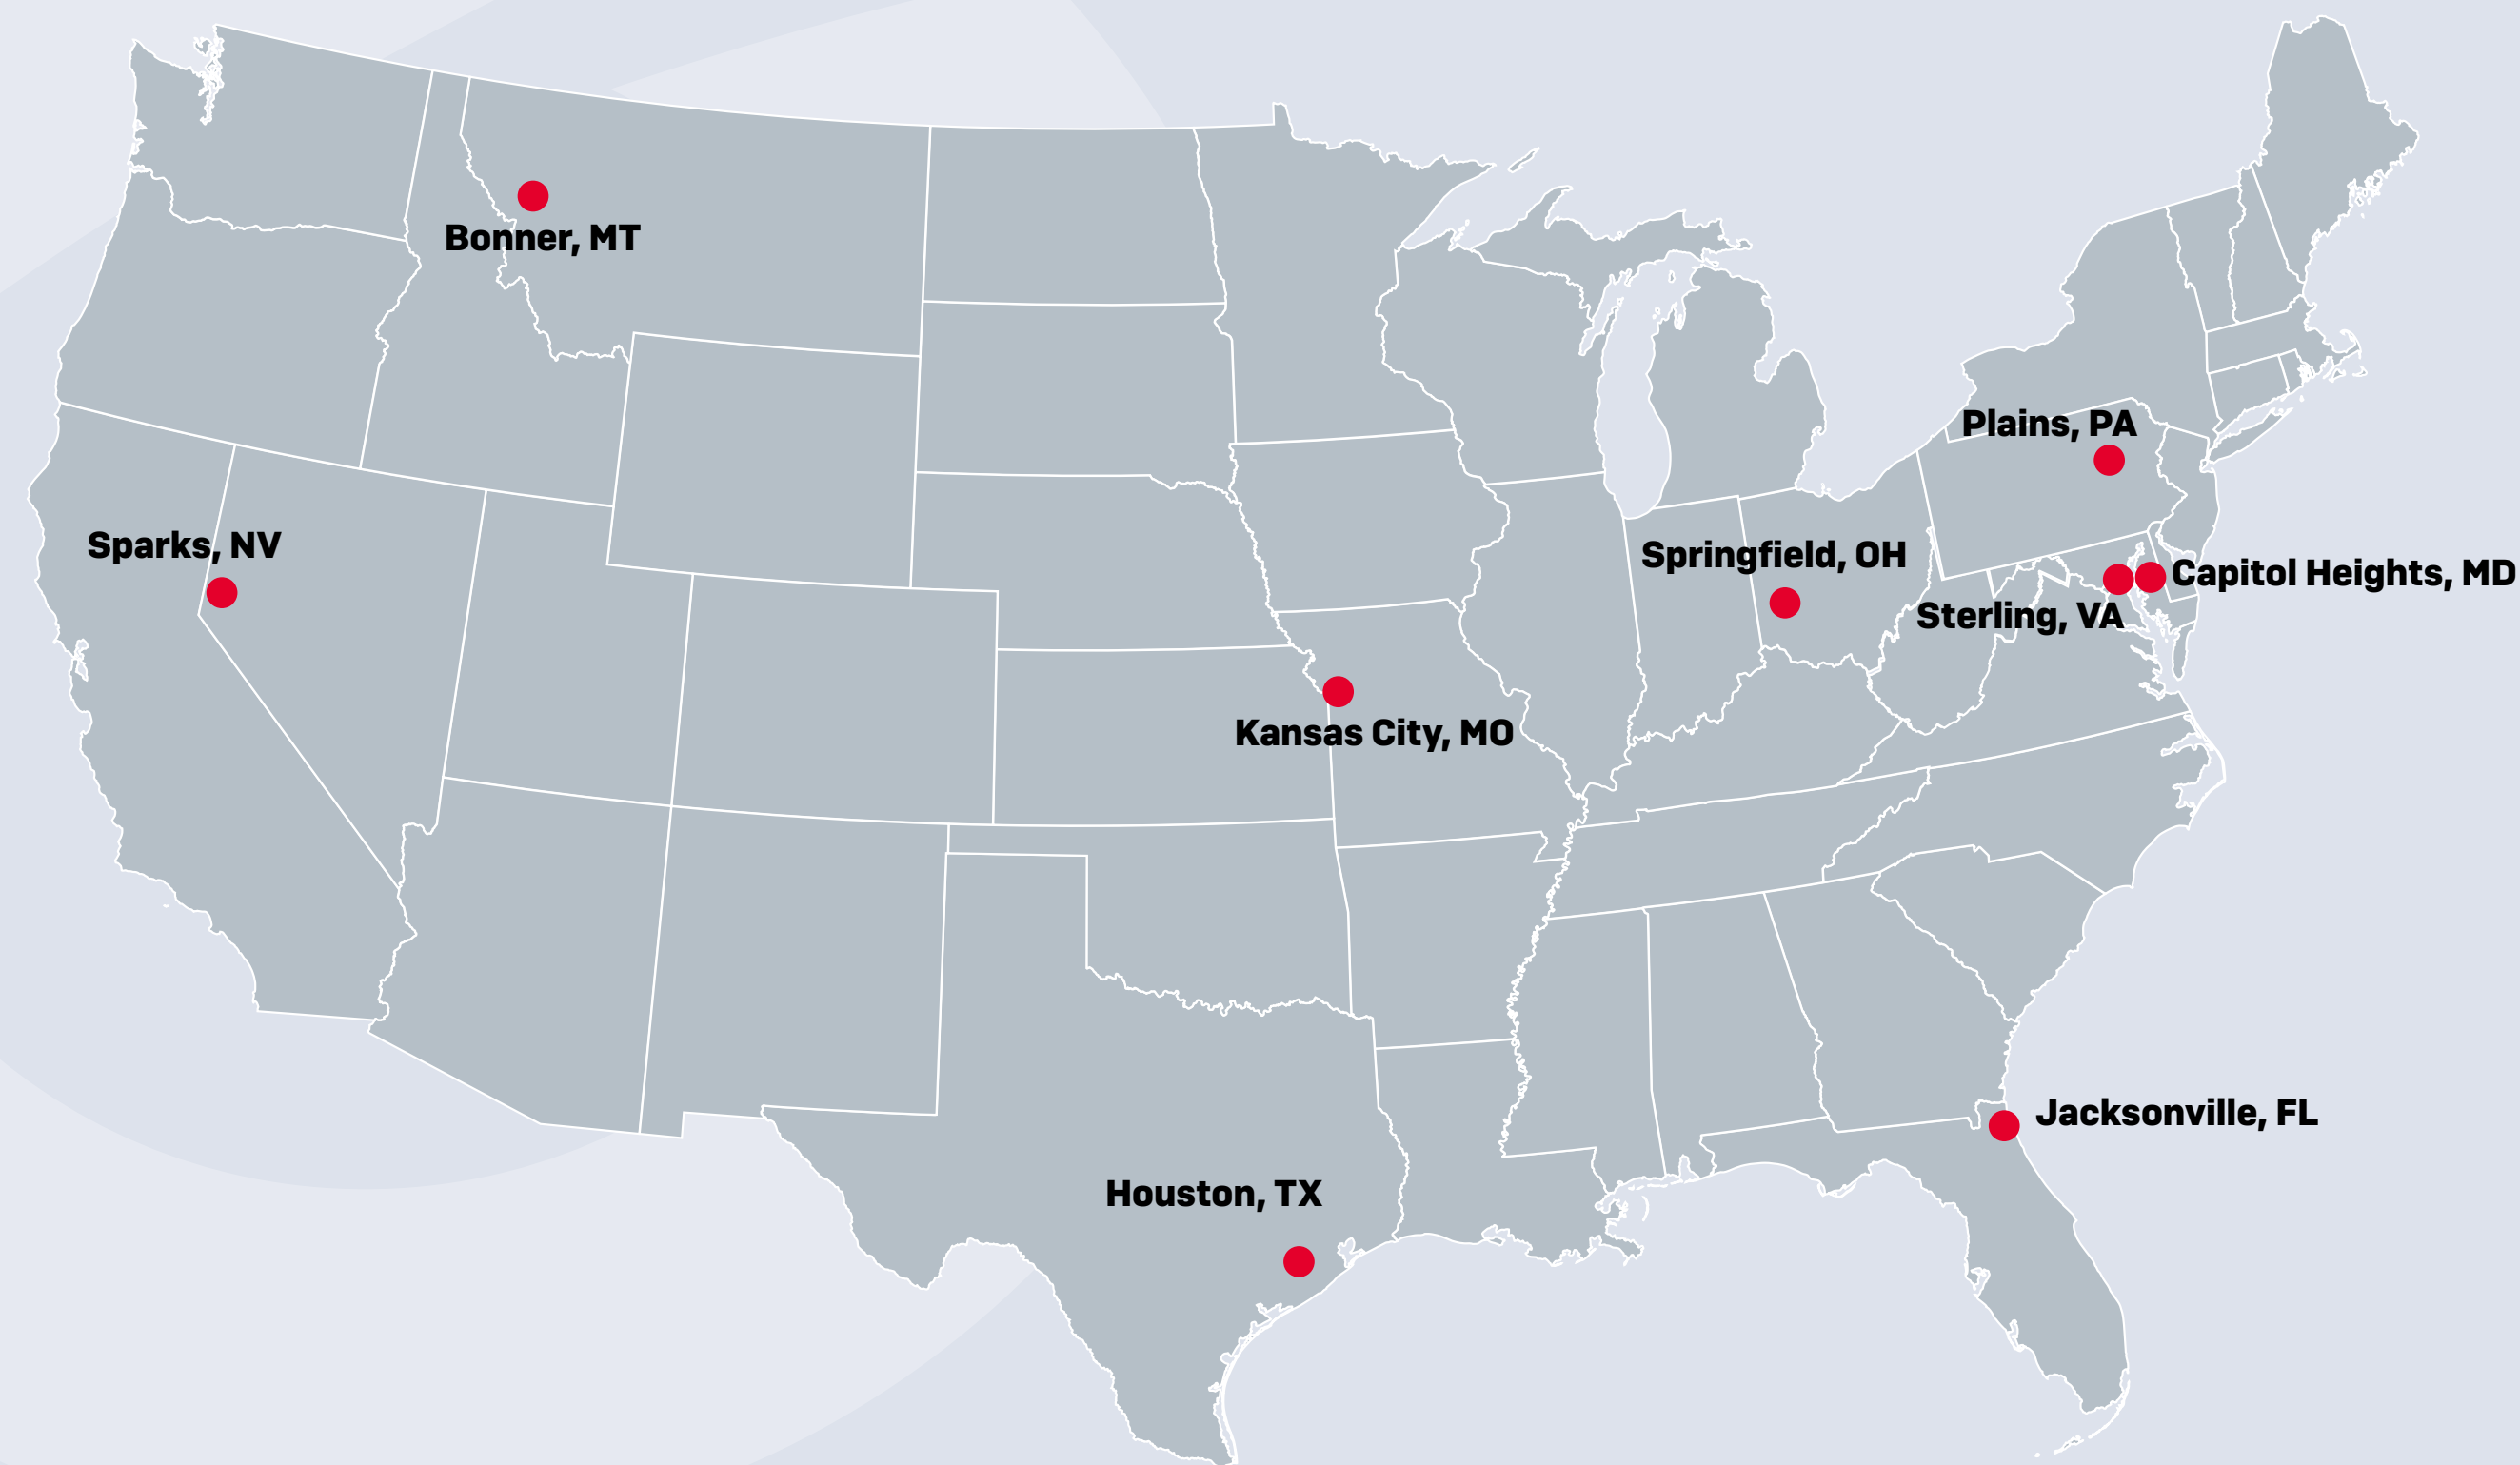 Bonner, MT
Plains, PA
Sparks, NV
Springfield, OH
Capitol Heights, MD
Sterling, VA
Kansas City, MO
Jacksonville, FL
Houston, TX